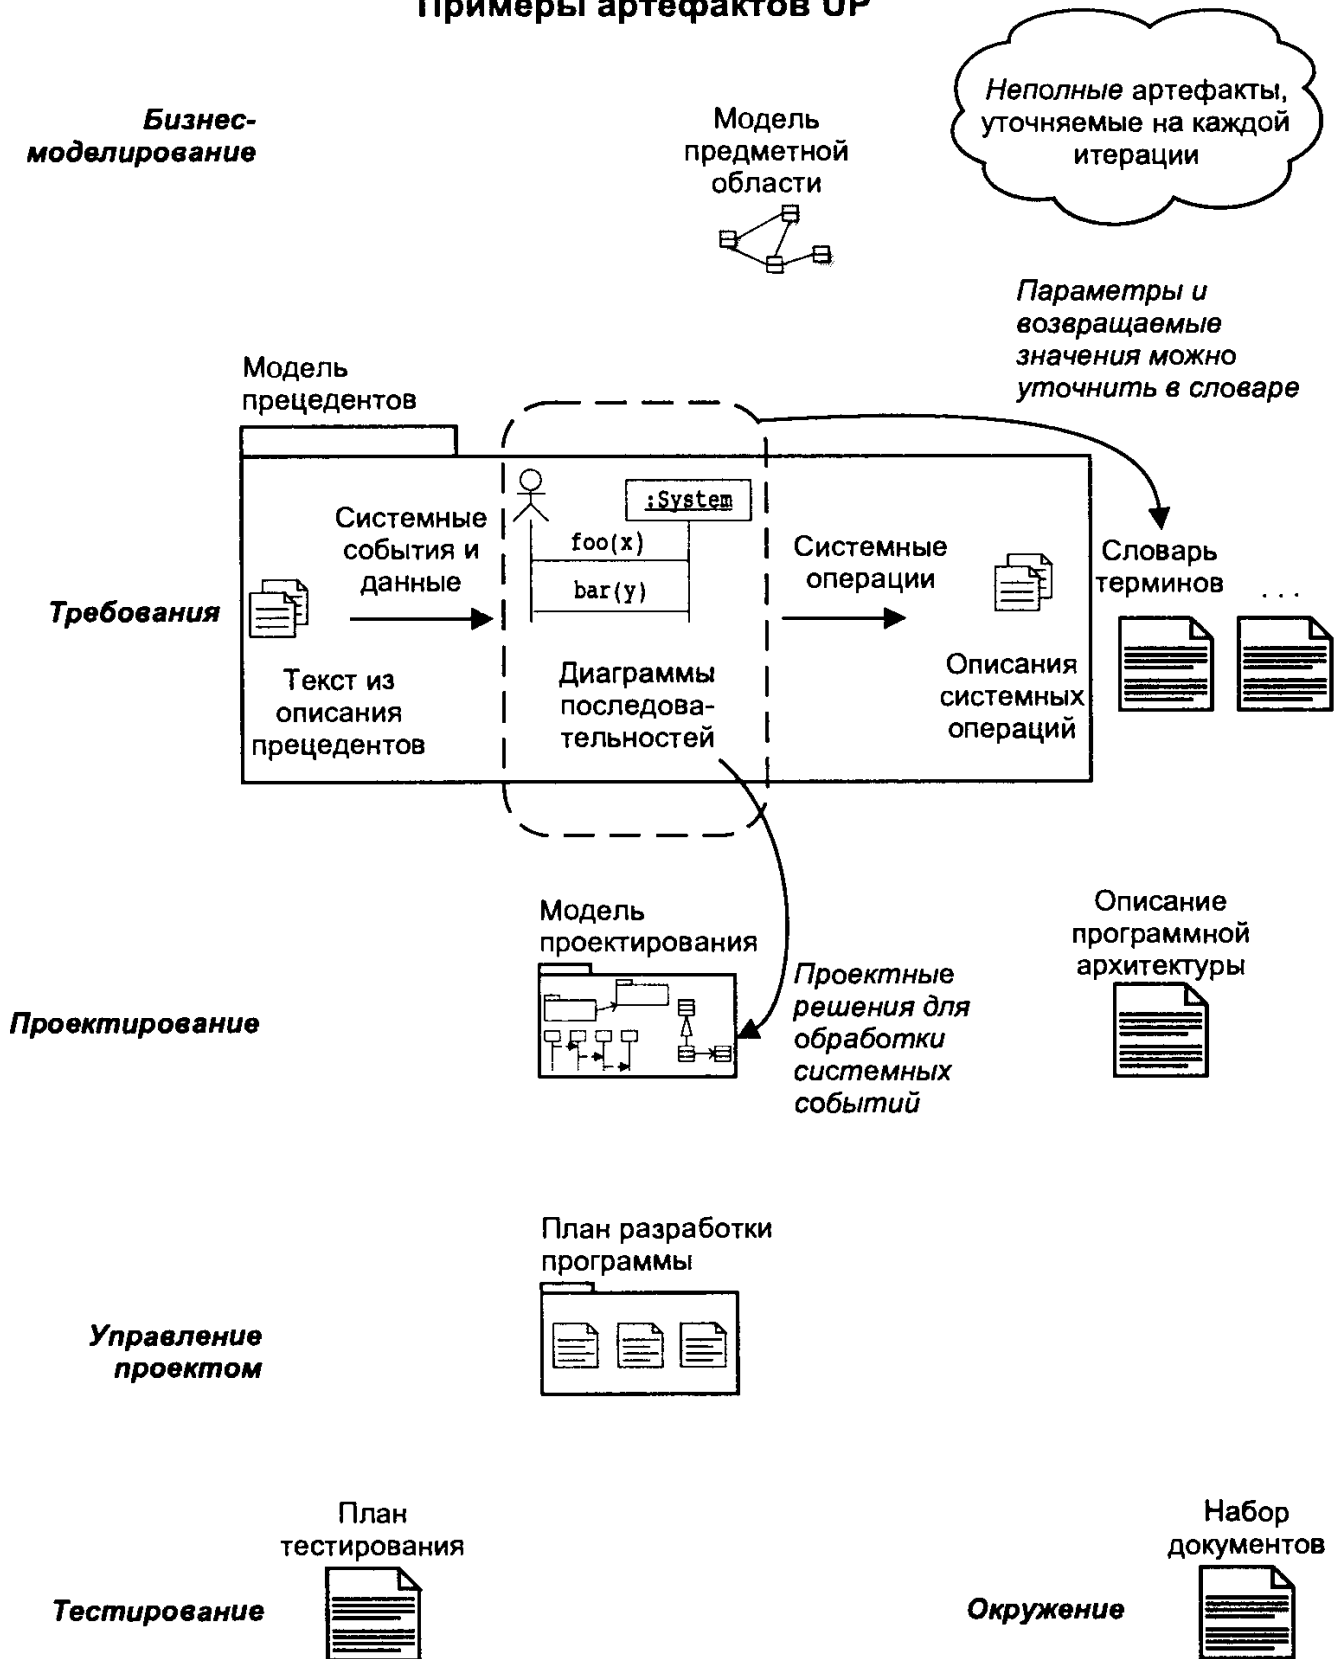 Примеры артефактов UP
Неполные артефакты,
уточняемые на каждой
итерации
Бизнес-
моделирование
Модель
предметной
области
Параметры и
возвращаемые
значения можно
уточнить в словаре
Модель
прецедентов
Требования
Системные
события и
данные
Текст из
описания
прецедентов
:System
foo(x)
bar(y)
Диаграммы
последова-
тельностей
Системные
операции
Описания
системных
операций
Словарь
терминов
...
Проектирование
Модель
проектирования
Проектные
решения для
обработки
системных
событий
Описание
программной
архитектуры
Управление
проектом
План разработки
программы
Тестирование
План
тестирования
Окружение
Набор
документов